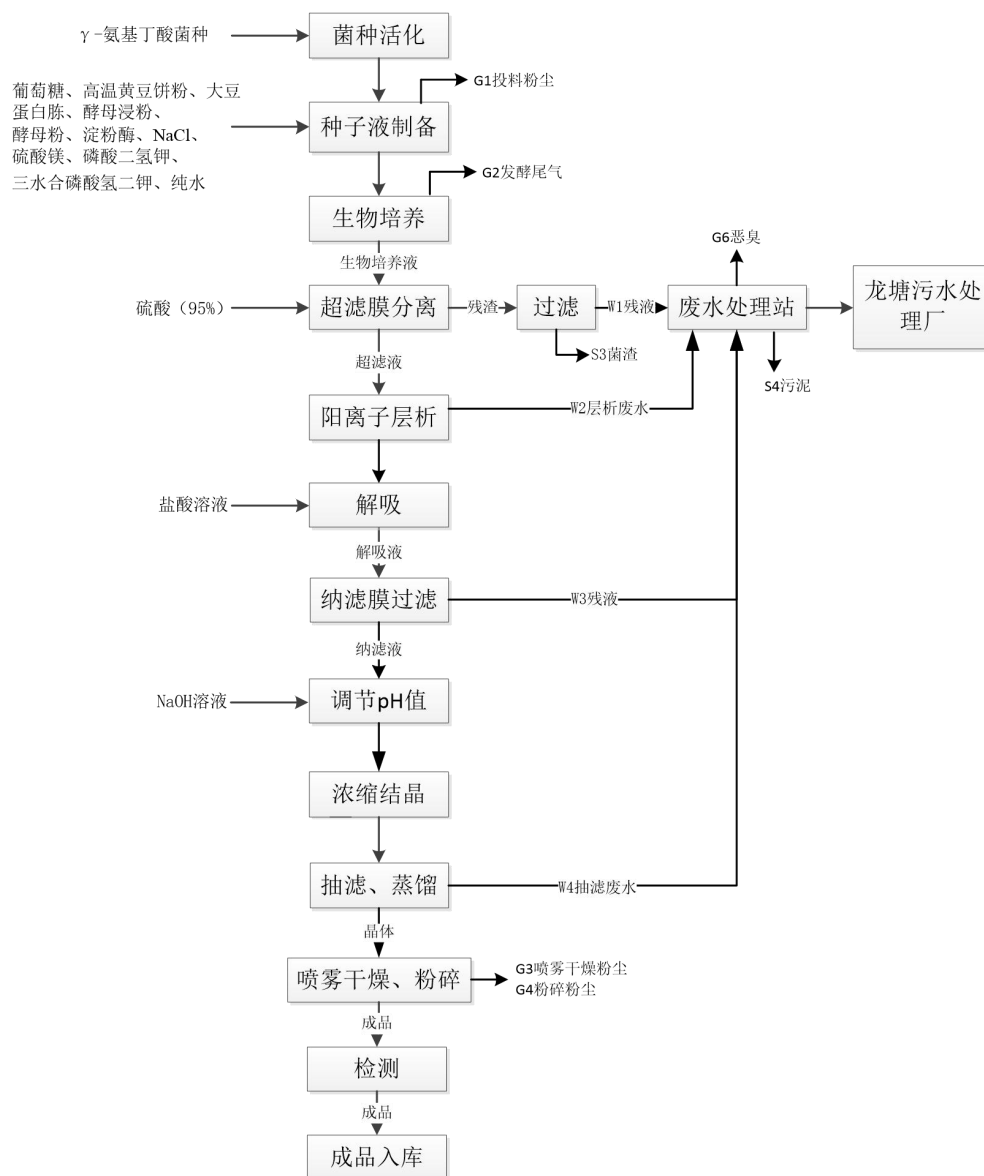 γ-氨基丁酸菌种
菌种活化
G1投料粉尘
葡萄糖、高温黄豆饼粉、大豆
蛋白胨、酵母浸粉、
酵母粉、淀粉酶、NaCl、
硫酸镁、磷酸二氢钾、
三水合磷酸氢二钾、纯水
种子液制备
G2发酵尾气
生物培养
生物培养液
G6恶臭
硫酸（95%）
超滤膜分离
残渣
过滤
W1残液
废水处理站
龙塘污水处
理厂
S3菌渣
S4污泥
超滤液
阳离子层析
W2层析废水
盐酸溶液
解吸
解吸液
纳滤膜过滤
W3残液
纳滤液
NaOH溶液
调节pH值
浓缩结晶
抽滤、蒸馏
W4抽滤废水
晶体
喷雾干燥、粉碎
G3喷雾干燥粉尘
G4粉碎粉尘
成品
检测
成品
成品入库